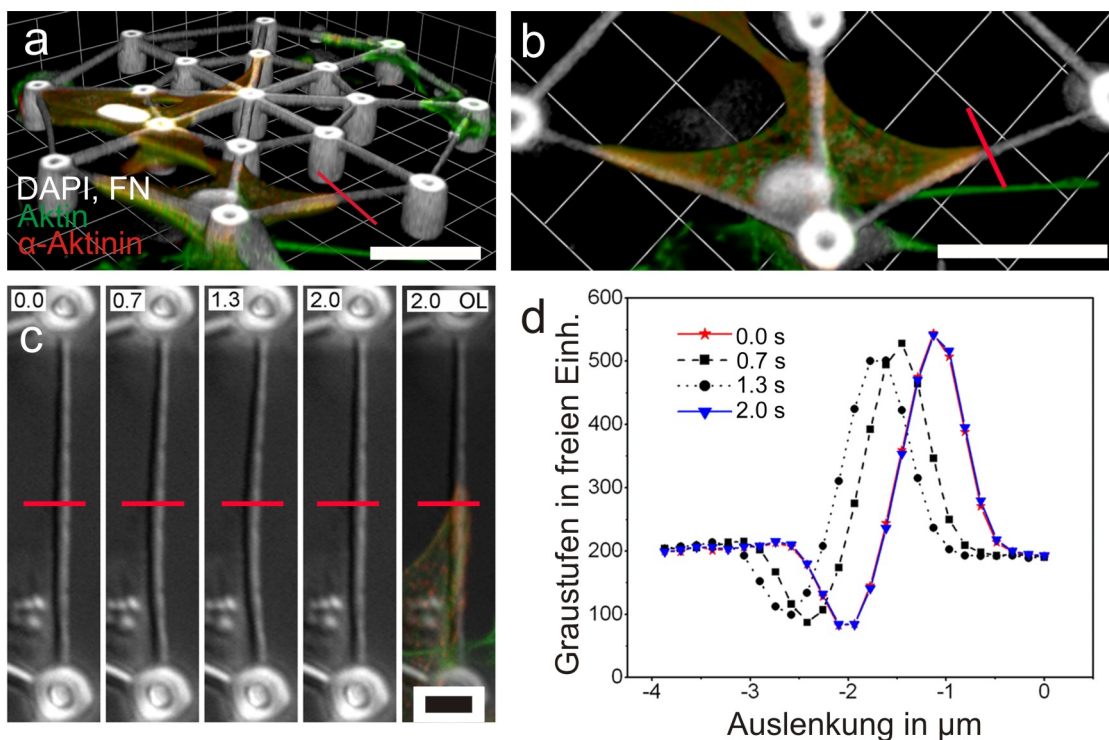 a
DAPI, FN
Aktin
α-Aktinin
b
c
0.0
0.7
1.3
2.0
2.0 OL
d
Graustufen in freien Einh.
600
500
400
300
200
100
0
0.0 s
0.7 s
1.3 s
2.0 s
-4
-3
-2
-1
0
Auslenkung in µm